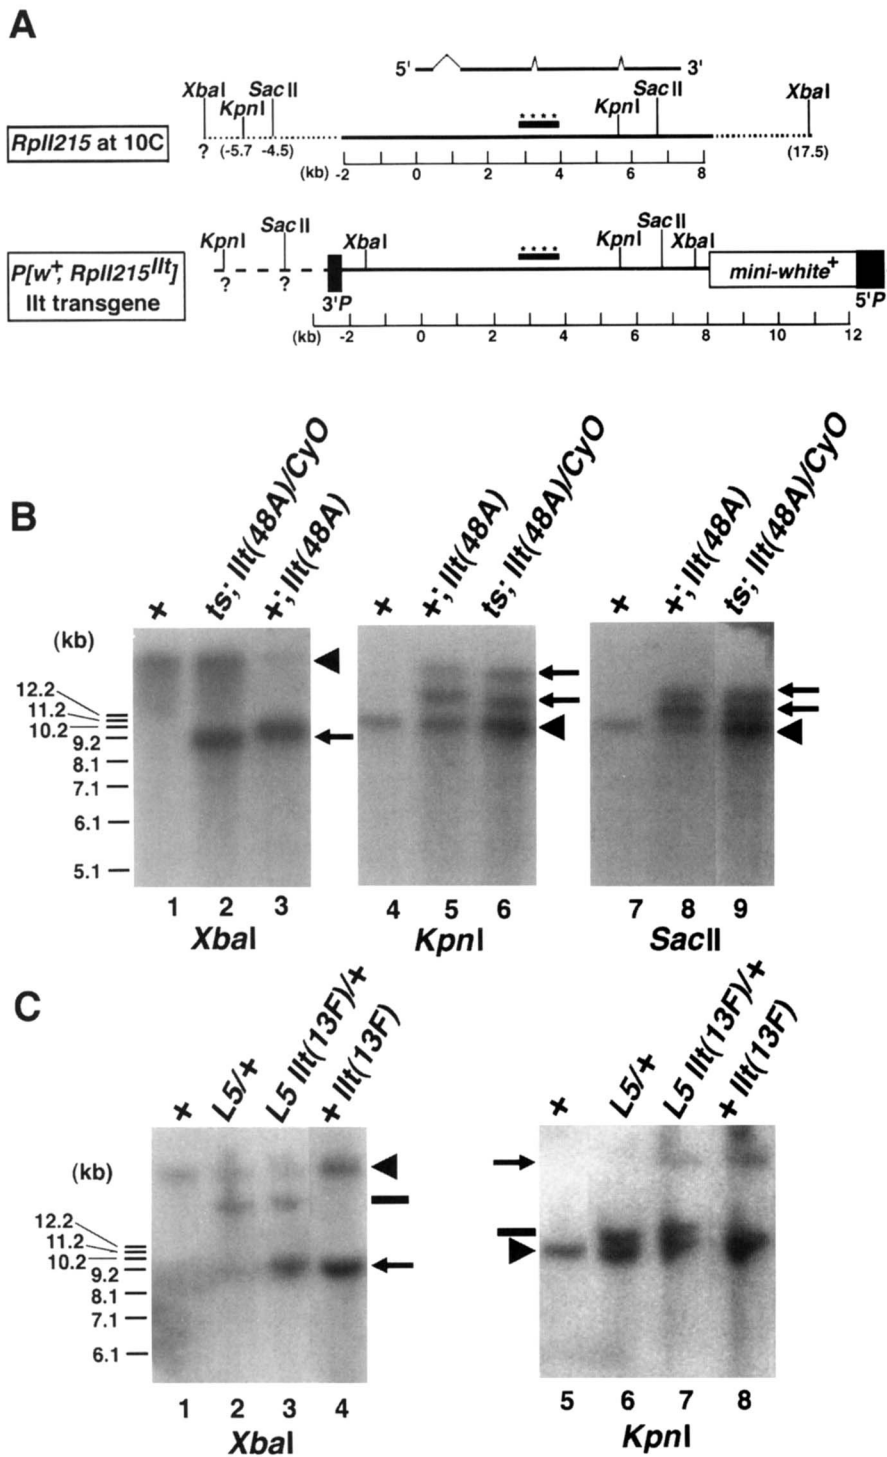 A
5' 3'
XbaI KpnI SacII KpnI SacII XbaI
RpII215 at 10C
? (-5.7 -4.5) (17.5)
(kb) -2 0 2 4 6 8
****
KpnI SacII XbaI KpnI SacII XbaI
P[w+, RpII215IIt]
IIt transgene
? ? 3'P mini-white+ 5'P
****
(kb) -2 0 2 4 6 8 10 12
B
+ ts; IIt(48A)/CyO +; IIt(48A)
+ +; IIt(48A) ts; IIt(48A)/CyO
+ +; IIt(48A) ts; IIt(48A)/CyO
(kb)
12.2
11.2
10.2
9.2
8.1
7.1
6.1
5.1
1 2 3 4 5 6 7 8 9
XbaI KpnI SacII
C
+ L5/+ L5 IIt(13F)/+ + IIt(13F)
+ L5/+ L5 IIt(13F)/+ + IIt(13F)
(kb)
12.2
11.2
10.2
9.2
8.1
7.1
6.1
1 2 3 4 5 6 7 8
XbaI KpnI